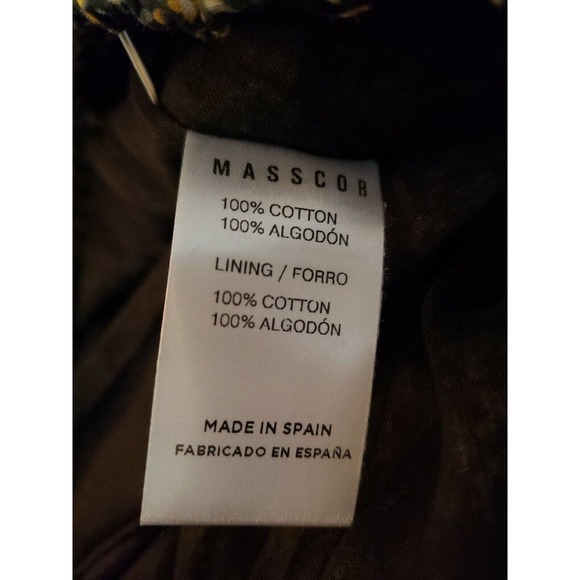 MASSCOB
100% COTTON
100% ALGODÓN
LINING / FORRO
100% COTTON
100% ALGODÓN
MADE IN SPAIN
FABRICADO EN ESPAÑA